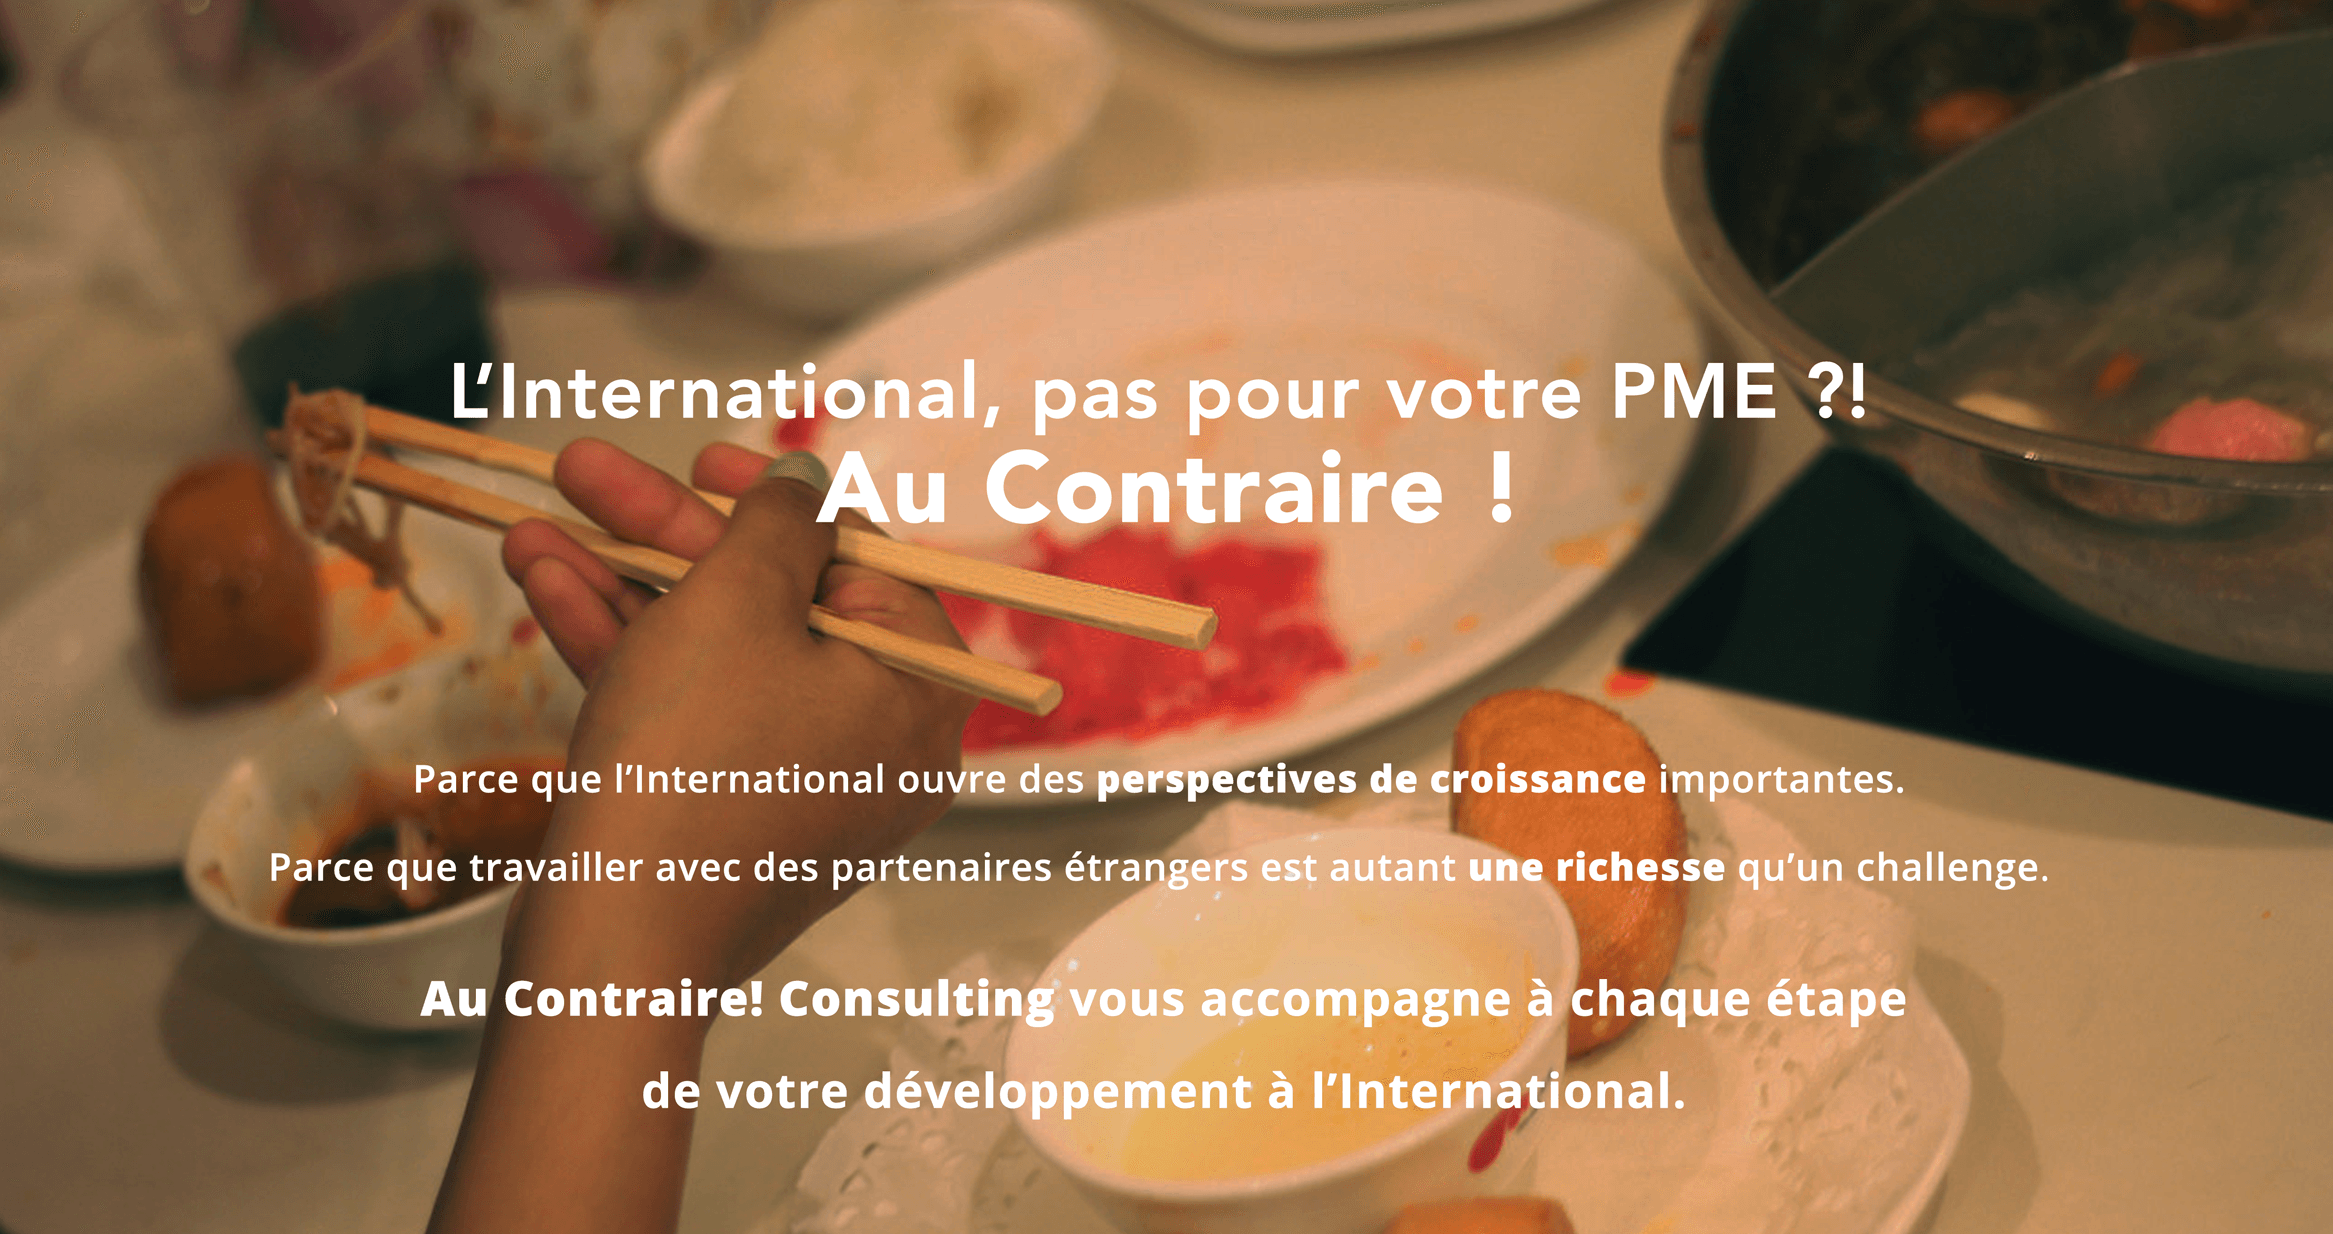 L’International, pas pour votre PME ?!
Au Contraire !
Parce que l’International ouvre des perspectives de croissance importantes.
Parce que travailler avec des partenaires étrangers est autant une richesse qu’un challenge.
Au Contraire! Consulting vous accompagne à chaque étape
de votre développement à l’International.